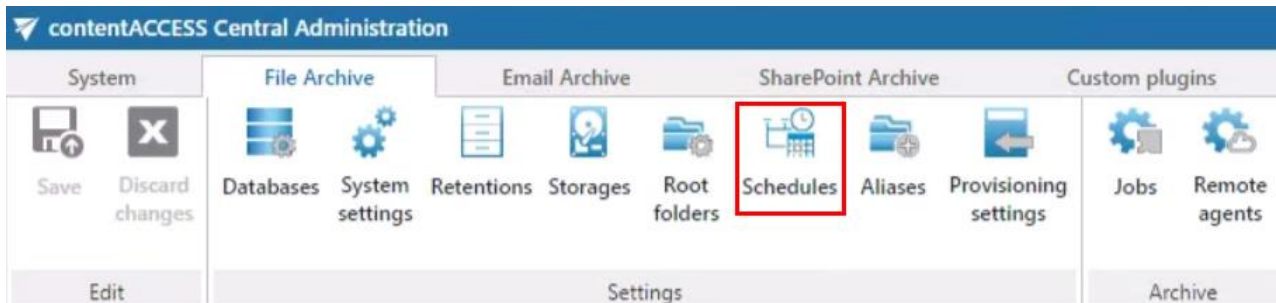 contentACCESS Central Administration
System File Archive Email Archive SharePoint Archive Custom plugins
Save Discard changes Databases System settings Retentions Storages Root folders Schedules Aliases Provisioning settings Jobs Remote agents
Edit Settings Archive